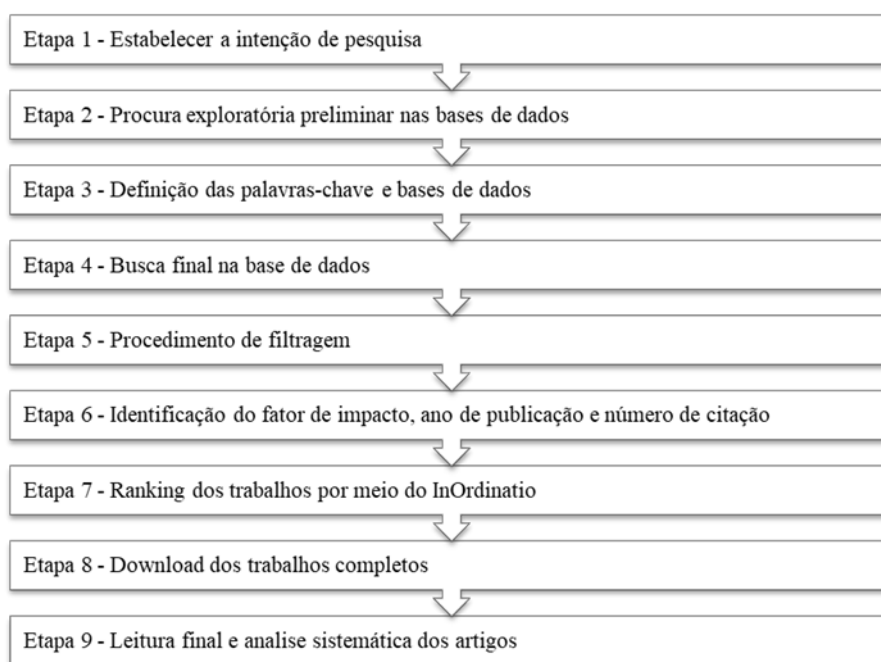 Etapa 1 - Estabelecer a intenção de pesquisa
Etapa 2 - Procura exploratória preliminar nas bases de dados
Etapa 3 - Definição das palavras-chave e bases de dados
Etapa 4 - Busca final na base de dados
Etapa 5 - Procedimento de filtragem
Etapa 6 - Identificação do fator de impacto, ano de publicação e número de citação
Etapa 7 - Ranking dos trabalhos por meio do InOrdinatio
Etapa 8 - Download dos trabalhos completos
Etapa 9 - Leitura final e analise sistemática dos artigos